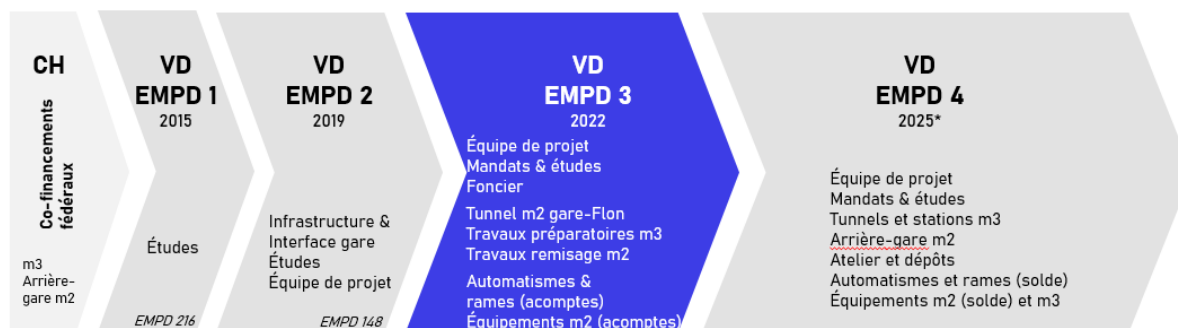 CH
Co-financements
fédéraux
m3
Arrière-
gare m2
VD
EMPD 1
2015
Études
EMPD 216
VD
EMPD 2
2019
Infrastructure &
Interface gare
Études
Équipe de projet
EMPD 148
VD
EMPD 3
2022
Équipe de projet
Mandats & études
Foncier
Tunnel m2 gare-Flon
Travaux préparatoires m3
Travaux remisage m2
Automatismes &
rames (acomptes)
Équipements m2 (acomptes)
VD
EMPD 4
2025*
Équipe de projet
Mandats & études
Tunnels et stations m3
Arrière-gare m2
Atelier et dépôts
Automatismes et rames (solde)
Équipements m2 (solde) et m3